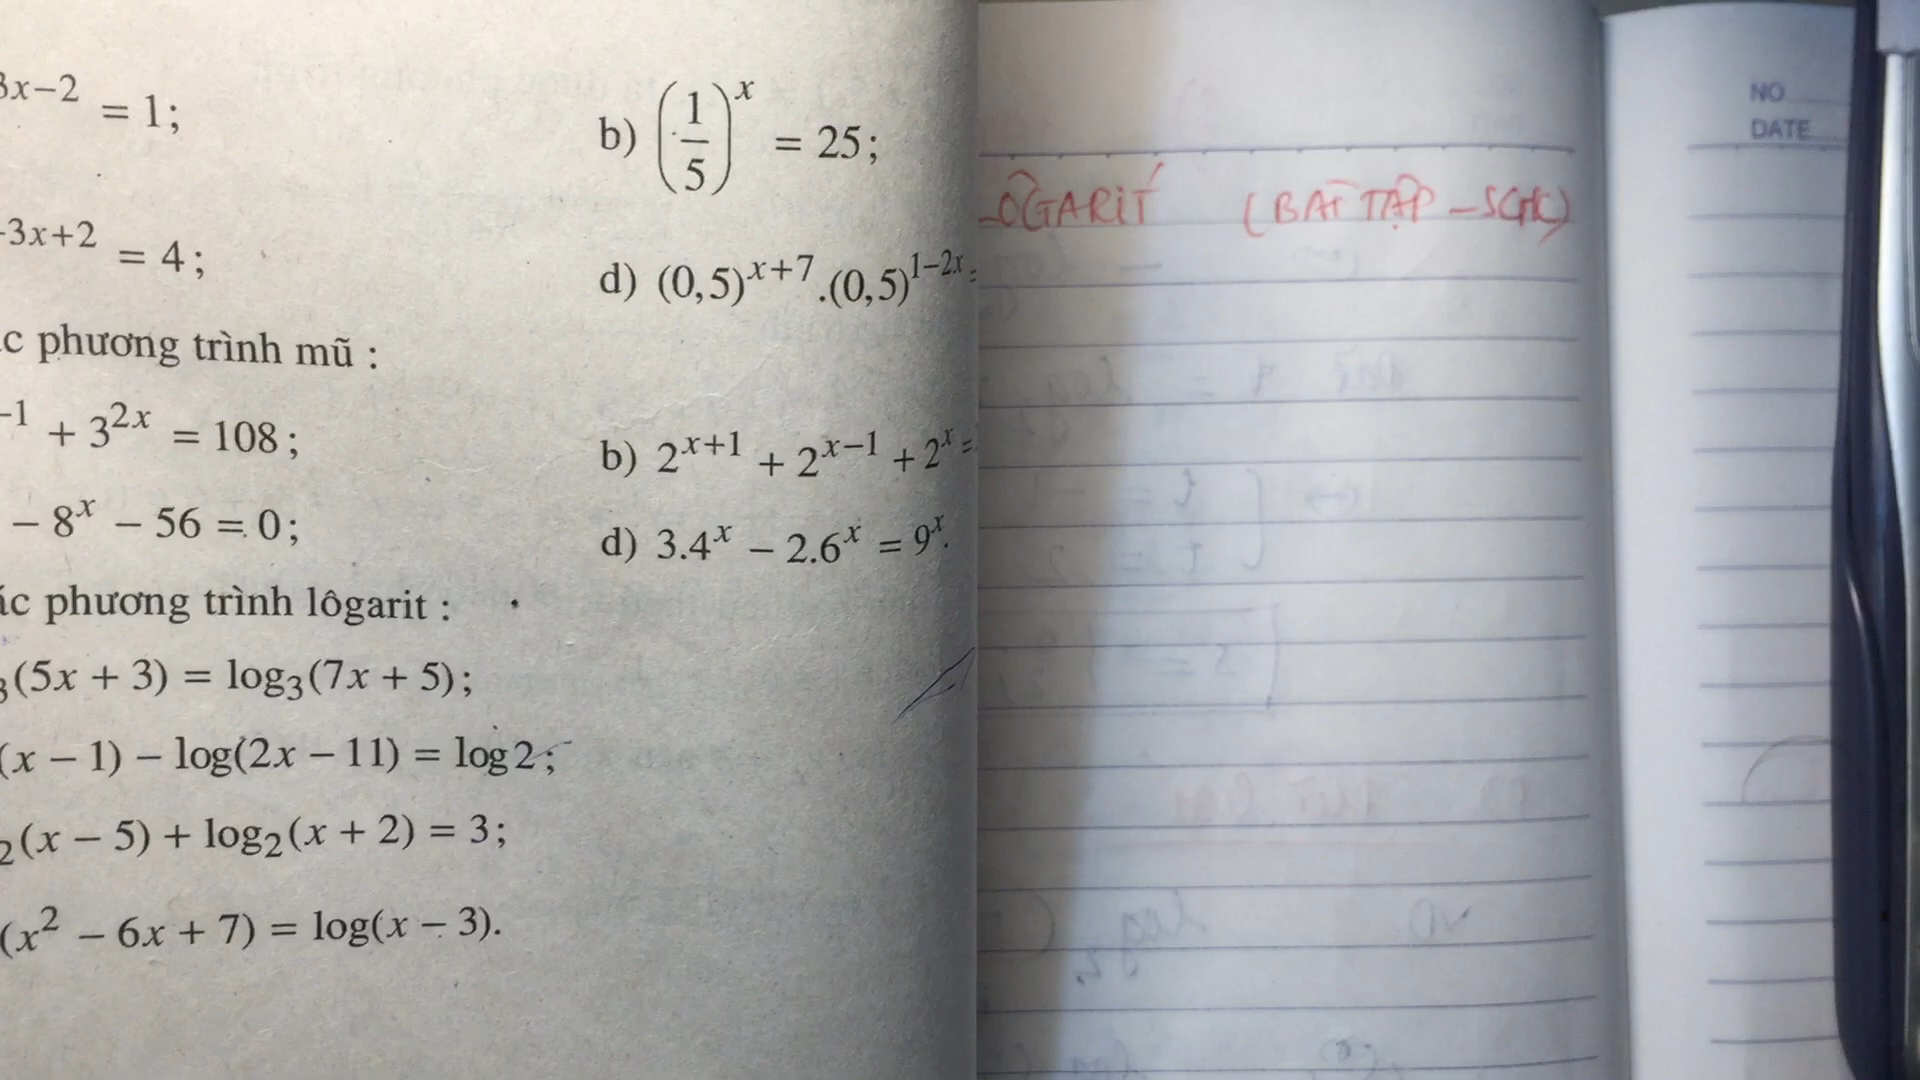 3x−2 = 1;
b) (1/5)^x = 25;
-3x+2 = 4;
d) (0,5)^{x+7}.(0,5)^{1−2x} =
c phương trình mũ :
−1 + 3^{2x} = 108;
b) 2^{x+1} + 2^{x−1} + 2^x =
− 8^x − 56 = 0;
d) 3.4^x − 2.6^x = 9^x.
ác phương trình lôgarit :
3(5x + 3) = log₃(7x + 5);
(x − 1) − log(2x − 11) = log2;
2(x − 5) + log₂(x + 2) = 3;
(x² − 6x + 7) = log(x − 3).
LÔGARIT (BÀI TẬP – SGK)
NO
DATE